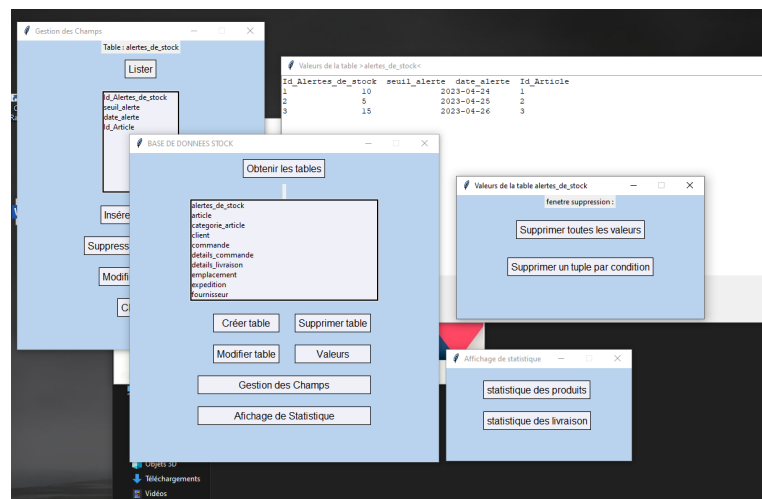 Gestion des Champs
Table : alertes_de_stock
Lister
Id_Alertes_de_stock
seuil_alerte
date_alerte
Id_Article
Insére
Suppress
Modifi
Valeurs de la table >alertes_de_stock<
Id_Alertes_de_stock seuil_alerte date_alerte Id_Article
1 10 2023-04-24 1
2 5 2023-04-25 2
3 15 2023-04-26 3
BASE DE DONNEES STOCK
Obtenir les tables
alertes_de_stock
article
categorie_article
client
commande
details_commande
details_livraison
emplacement
expedition
fournisseur
Créer table Supprimer table
Modifier table Valeurs
Gestion des Champs
Afichage de Statistique
Valeurs de la table alertes_de_stock
fenetre suppression :
Supprimer toutes les valeurs
Supprimer un tuple par condition
Affichage de statistique
statistique des produits
statistique des livraison
Objets 3D
Téléchargements
Vidéos